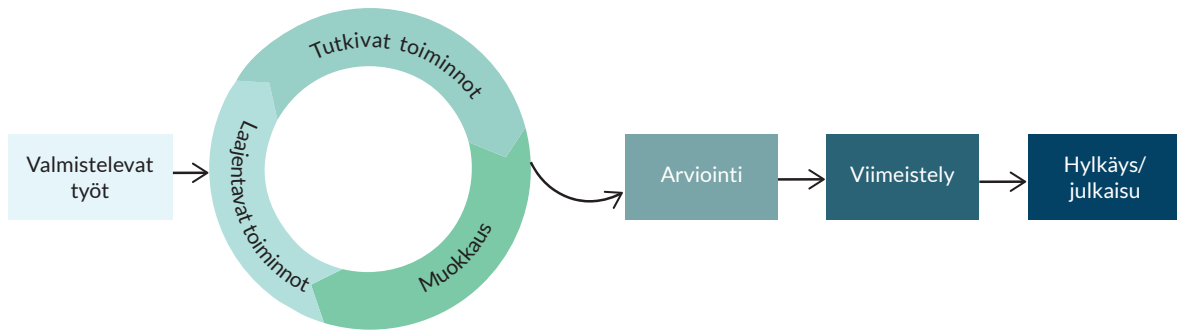 Valmistelevat
työt
Tutkivat toiminnot
Laajentavat toiminnot
Muokkaus
Arviointi
Viimeistely
Hylkäys/
julkaisu